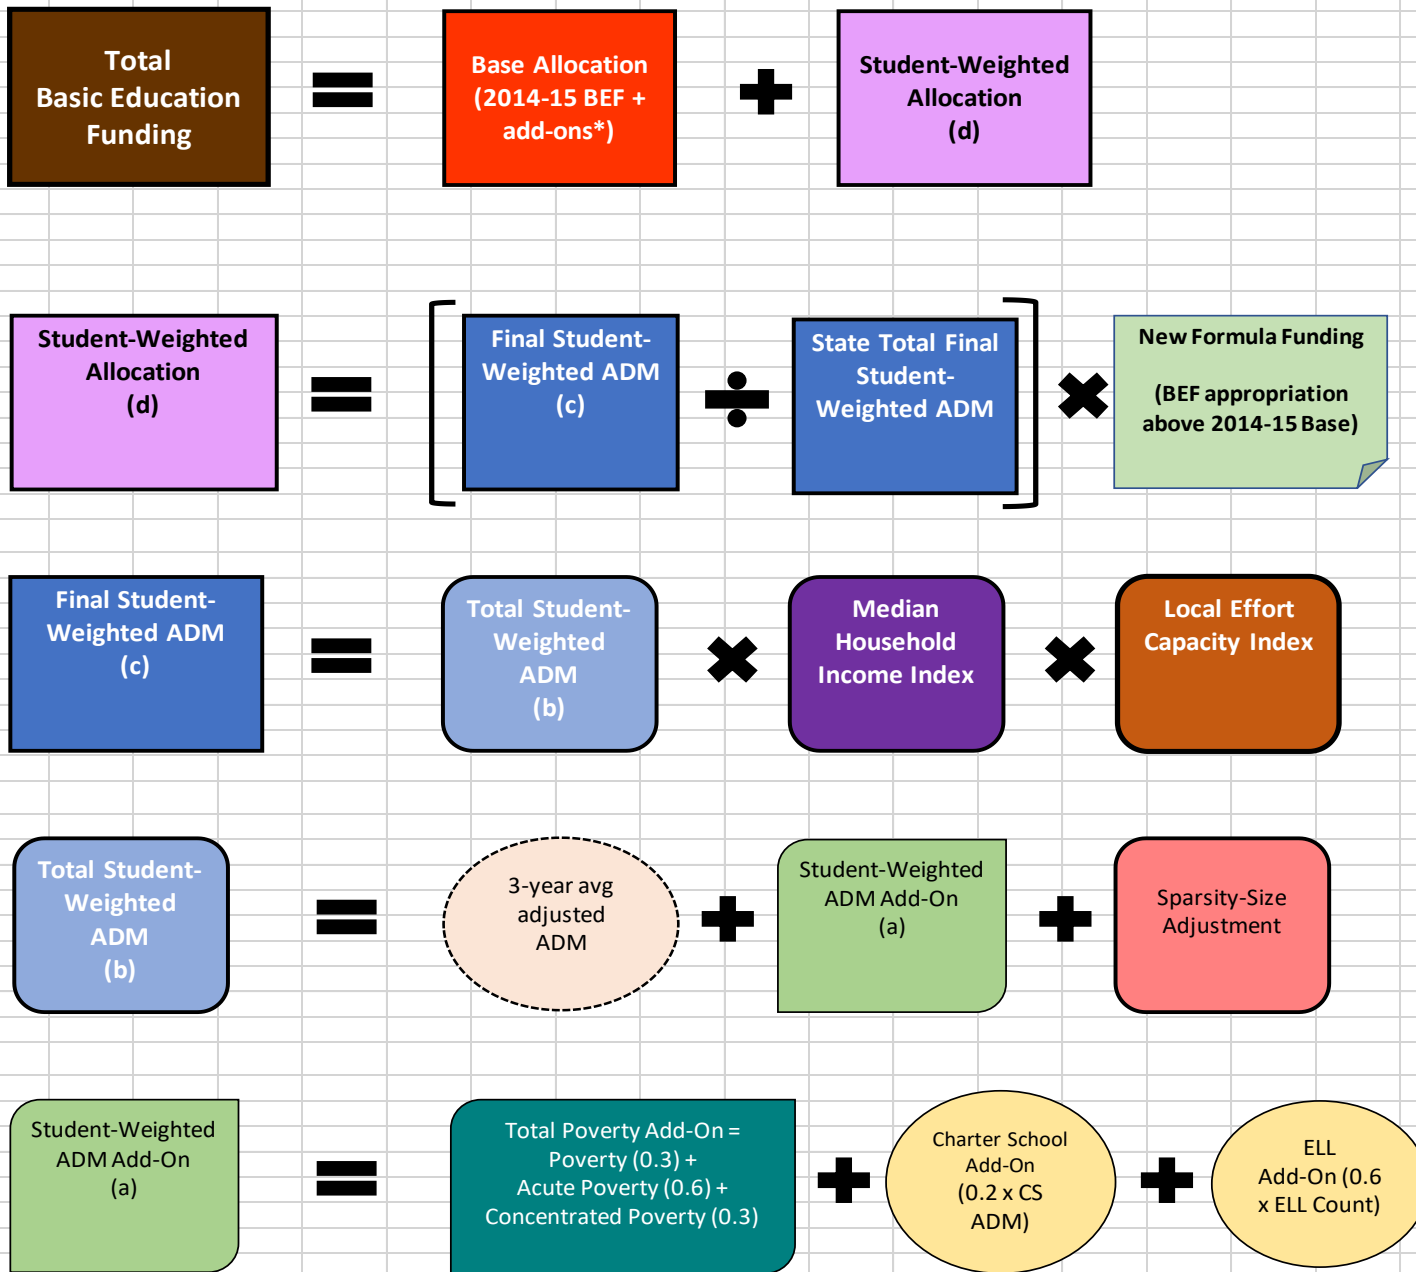 Total
Basic Education
Funding
Base Allocation
(2014-15 BEF +
add-ons*)
Student-Weighted
Allocation
(d)
Student-Weighted
Allocation
(d)
Final Student-
Weighted ADM
(c)
State Total Final
Student-
Weighted ADM
New Formula Funding
(BEF appropriation
above 2014-15 Base)
Final Student-
Weighted ADM
(c)
Total Student-
Weighted
ADM
(b)
Median
Household
Income Index
Local Effort
Capacity Index
Total Student-
Weighted
ADM
(b)
3-year avg
adjusted
ADM
Student-Weighted
ADM Add-On
(a)
Sparsity-Size
Adjustment
Student-Weighted
ADM Add-On
(a)
Total Poverty Add-On =
Poverty (0.3) +
Acute Poverty (0.6) +
Concentrated Poverty (0.3)
Charter School
Add-On
(0.2 x CS
ADM)
ELL
Add-On (0.6
x ELL Count)